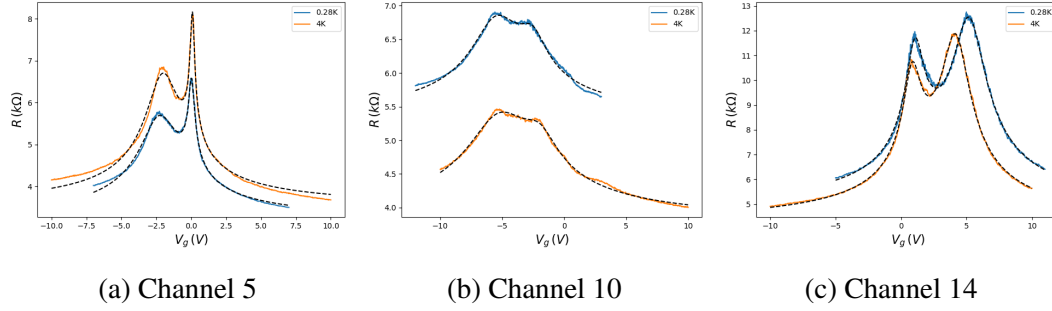 R (kΩ)
8
7
6
5
4
0.28K
4K
-10.0 -7.5 -5.0 -2.5 0.0 2.5 5.0 7.5 10.0
V_g (V)
(a) Channel 5
R (kΩ)
7.0
6.5
6.0
5.5
5.0
4.5
4.0
0.28K
4K
-10 -5 0 5 10
V_g (V)
(b) Channel 10
R (kΩ)
13
12
11
10
9
8
7
6
5
0.28K
4K
-10 -5 0 5 10
V_g (V)
(c) Channel 14